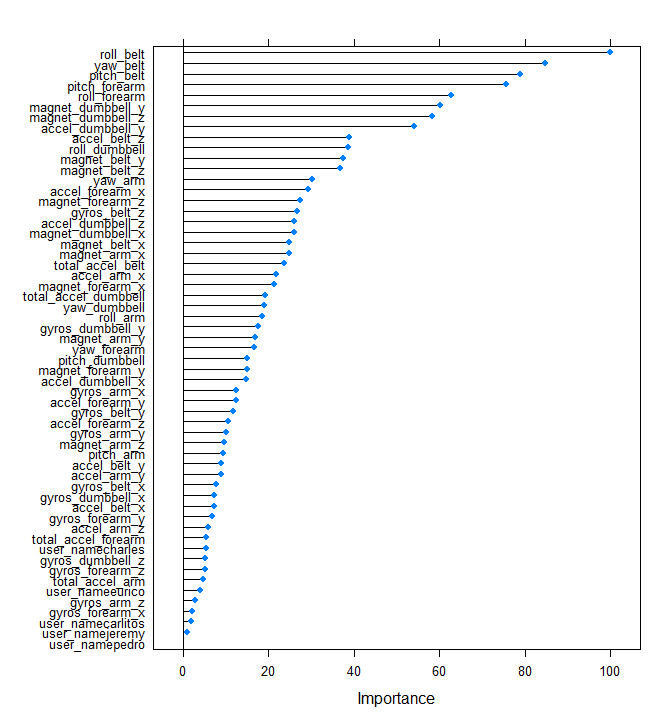 roll_belt
yaw_belt
pitch_belt
pitch_forearm
roll_forearm
magnet_dumbbell_y
magnet_dumbbell_z
accel_dumbbell_y
accel_belt_z
roll_dumbbell
magnet_belt_y
magnet_belt_z
yaw_arm
accel_forearm_x
magnet_forearm_z
gyros_belt_z
accel_dumbbell_z
magnet_dumbbell_x
magnet_belt_x
magnet_arm_x
total_accel_belt
accel_arm_x
magnet_forearm_x
total_accel_dumbbell
yaw_dumbbell
roll_arm
gyros_dumbbell_y
magnet_arm_y
yaw_forearm
pitch_dumbbell
magnet_forearm_y
accel_dumbbell_x
gyros_arm_x
accel_forearm_y
gyros_belt_y
accel_forearm_z
gyros_arm_y
magnet_arm_z
pitch_arm
accel_belt_y
accel_arm_y
gyros_belt_x
gyros_dumbbell_x
accel_belt_x
gyros_forearm_y
accel_arm_z
total_accel_forearm
user_namecharles
gyros_dumbbell_z
gyros_forearm_z
total_accel_arm
user_nameeurico
gyros_arm_z
gyros_forearm_x
user_namecarlitos
user_namejeremy
user_namepedro
0 20 40 60 80 100
Importance